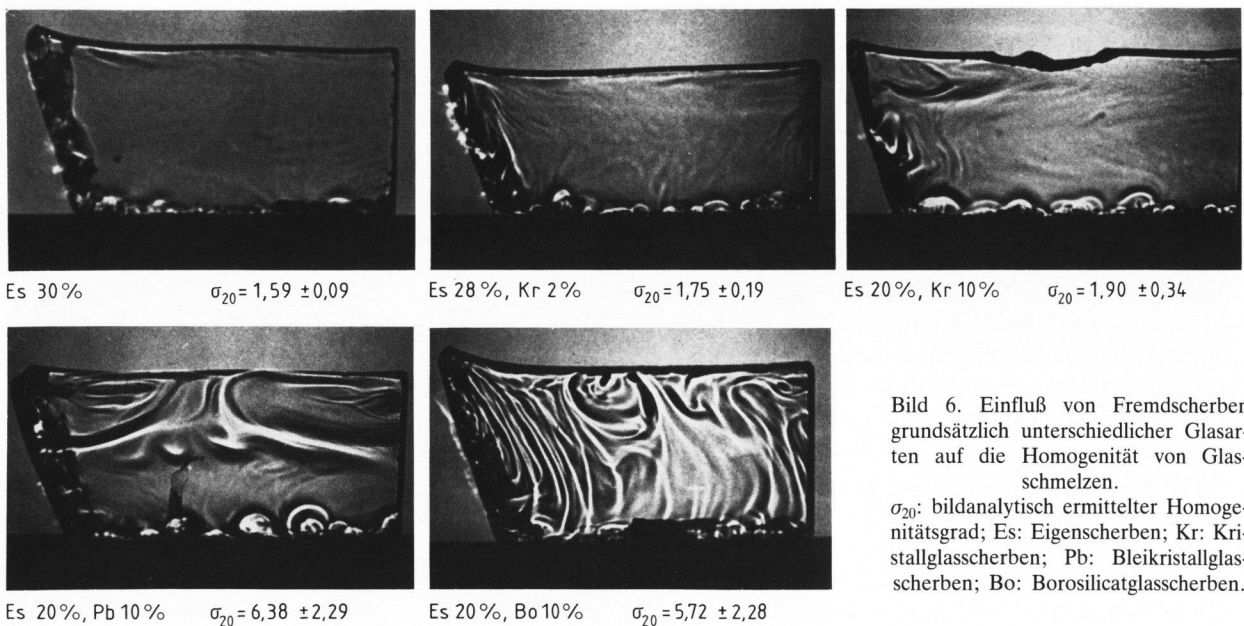 Es 30% σ₂₀ = 1,59 ±0,09
Es 28%, Kr 2% σ₂₀ = 1,75 ±0,19
Es 20%, Kr 10% σ₂₀ = 1,90 ±0,34
Es 20%, Pb 10% σ₂₀ = 6,38 ±2,29
Es 20%, Bo 10% σ₂₀ = 5,72 ±2,28
Bild 6. Einfluß von Fremdscherben
grundsätzlich unterschiedlicher Glasar-
ten auf die Homogenität von Glas-
schmelzen.
σ₂₀: bildanalytisch ermittelter Homoge-
nitätsgrad; Es: Eigenscherben; Kr: Kri-
stallglasscherben; Pb: Bleikristallglas-
scherben; Bo: Borosilicatglasscherben.